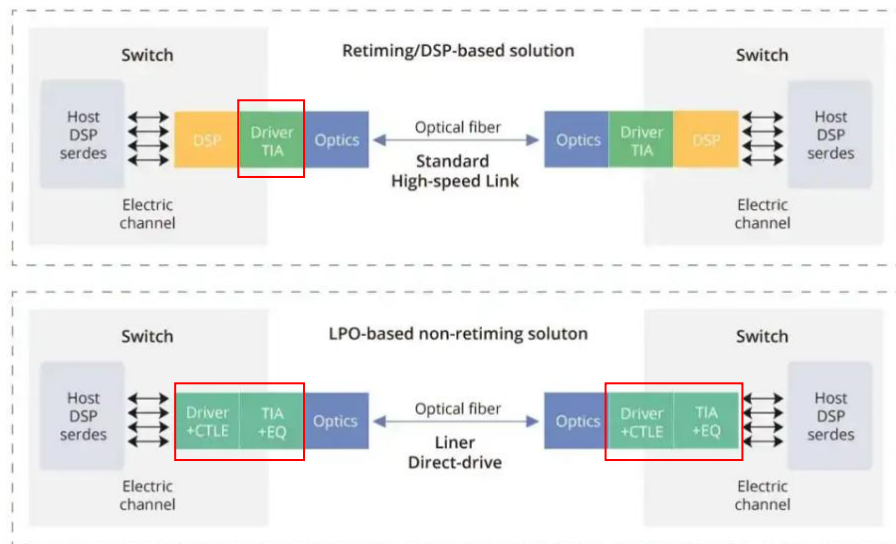 Retiming/DSP-based solution
Switch
Switch
Host
DSP
serdes
DSP
Driver
TIA
Optics
Optical fiber
Standard
High-speed Link
Optics
Driver
TIA
DSP
Host
DSP
serdes
Electric
channel
Electric
channel
LPO-based non-retiming soluton
Switch
Switch
Host
DSP
serdes
Driver
+CTLE
TIA
+EQ
Optics
Optical fiber
Liner
Direct-drive
Optics
Driver
+CTLE
TIA
+EQ
Host
DSP
serdes
Electric
channel
Electric
channel